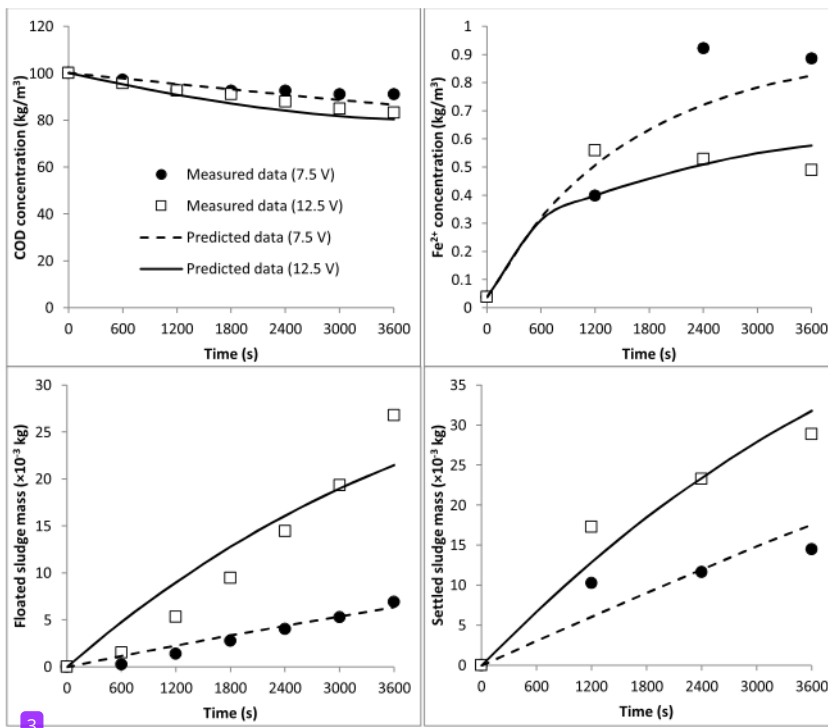 120
100
80
60
40
20
0
COD concentration (kg/m³)
Measured data (7.5 V)
Measured data (12.5 V)
Predicted data (7.5 V)
Predicted data (12.5 V)
0 600 1200 1800 2400 3000 3600
Time (s)
1
0.9
0.8
0.7
0.6
0.5
0.4
0.3
0.2
0.1
0
Fe²⁺ concentration (kg/m³)
0 600 1200 1800 2400 3000 3600
Time (s)
30
25
20
15
10
5
0
Floated sludge mass (×10⁻³ kg)
0 600 1200 1800 2400 3000 3600
Time (s)
35
30
25
20
15
10
5
0
Settled sludge mass (×10⁻³ kg)
0 600 1200 1800 2400 3000 3600
Time (s)
3